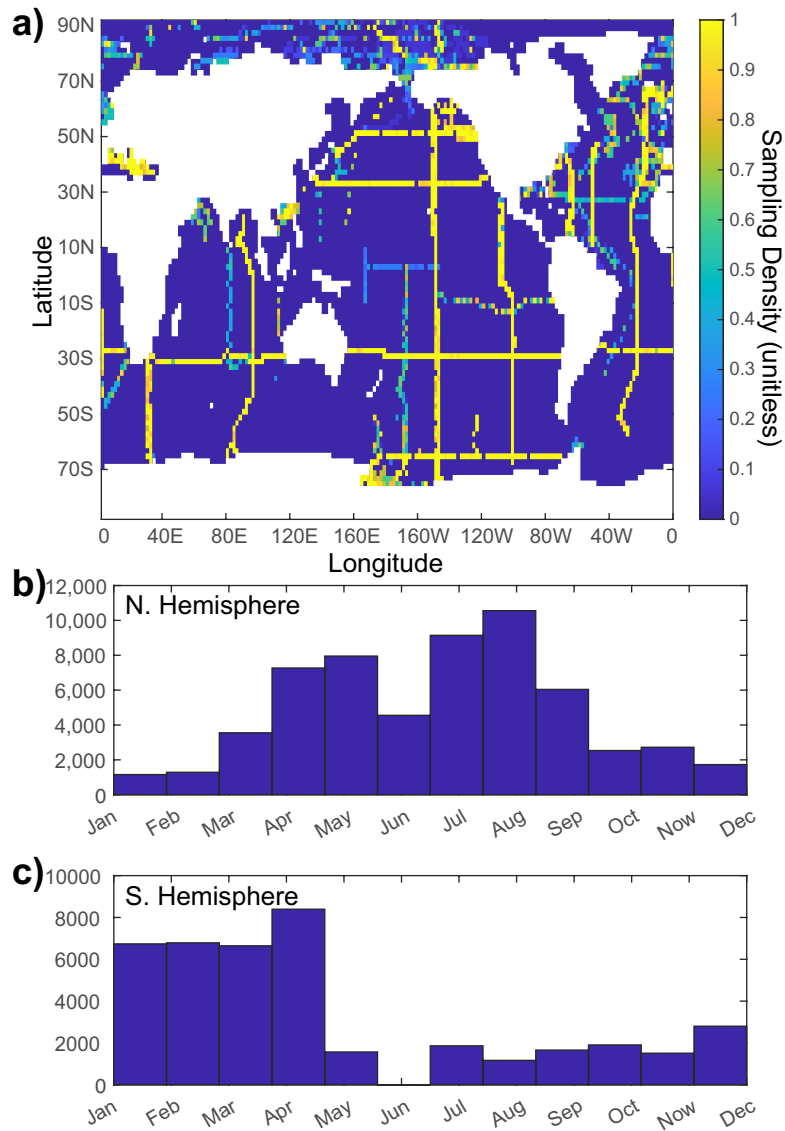 a)
90N
70N
50N
30N
10N
10S
30S
50S
70S
Latitude
0 40E 80E 120E 160E 160W 120W 80W 40W 0
Longitude
1
0.9
0.8
0.7
0.6
0.5
0.4
0.3
0.2
0.1
0
Sampling Density (unitless)
b)
N. Hemisphere
12,000
10,000
8,000
6,000
4,000
2,000
0
Jan Feb Mar Apr May Jun Jul Aug Sep Oct Now Dec
c)
S. Hemisphere
10000
8000
6000
4000
2000
0
Jan Feb Mar Apr May Jun Jul Aug Sep Oct Now Dec